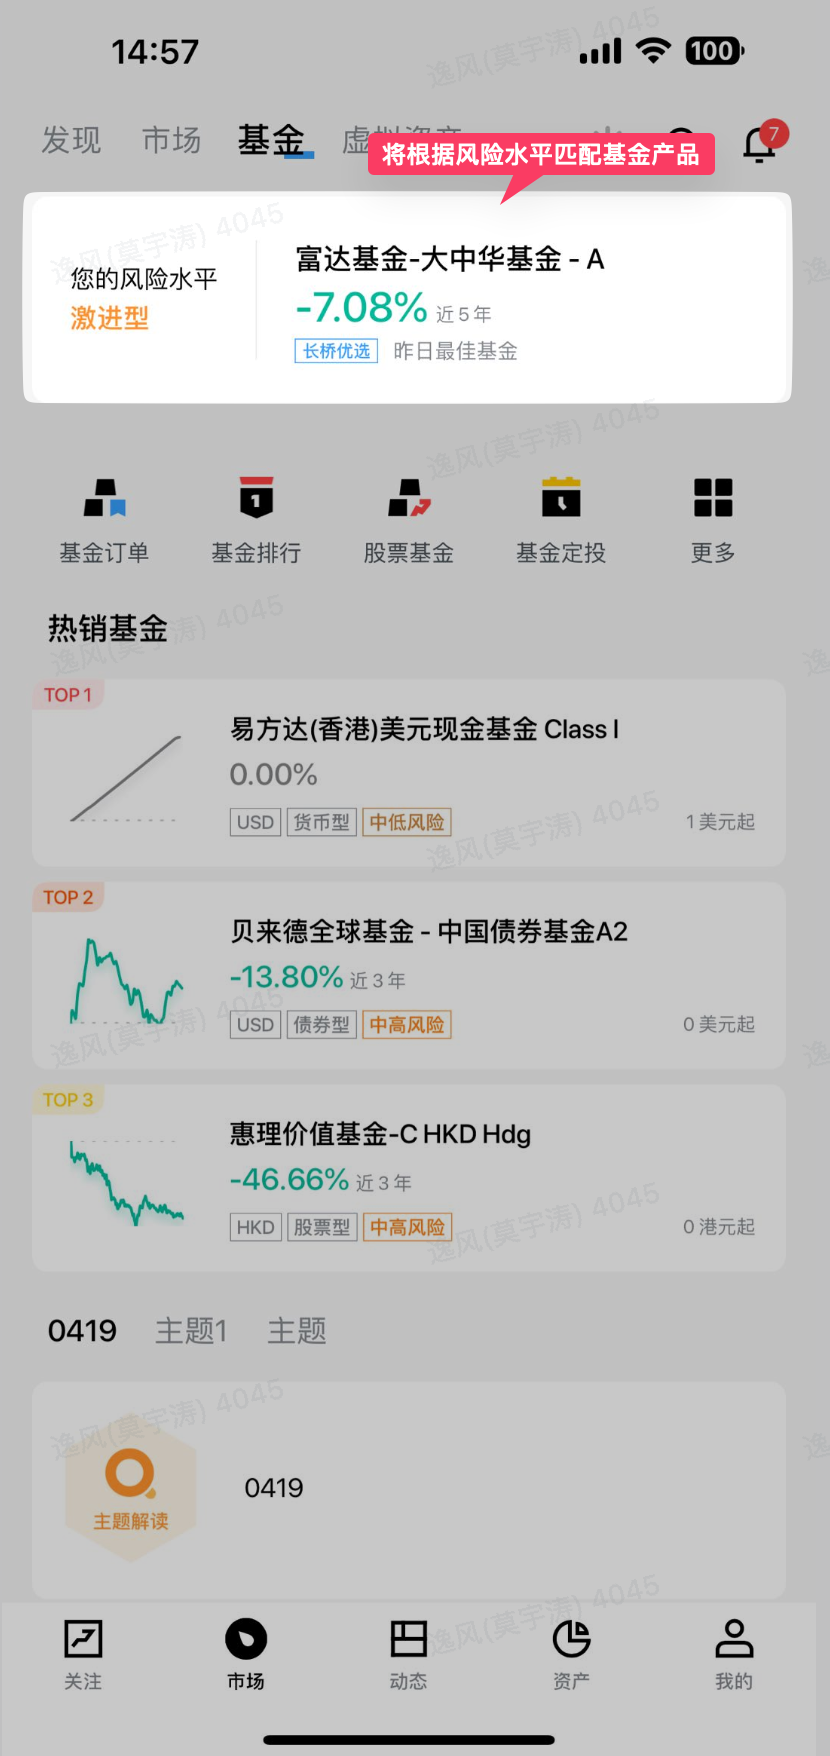 14:57
100
发现 市场 基金 虚拟资产
7
将根据风险水平匹配基金产品
您的风险水平
激进型
富达基金-大中华基金 - A
-7.08% 近 5 年
长桥优选 昨日最佳基金
1
基金订单 基金排行 股票基金 基金定投 更多
热销基金
TOP 1
易方达(香港)美元现金基金 Class I
0.00%
USD 货币型 中低风险 1 美元起
TOP 2
贝来德全球基金 - 中国债券基金A2
-13.80% 近 3 年
USD 债券型 中高风险 0 美元起
TOP 3
惠理价值基金-C HKD Hdg
-46.66% 近 3 年
HKD 股票型 中高风险 0 港元起
0419 主题1 主题
主题解读
0419
关注 市场 动态 资产 我的
逸风(莫宇涛) 4045